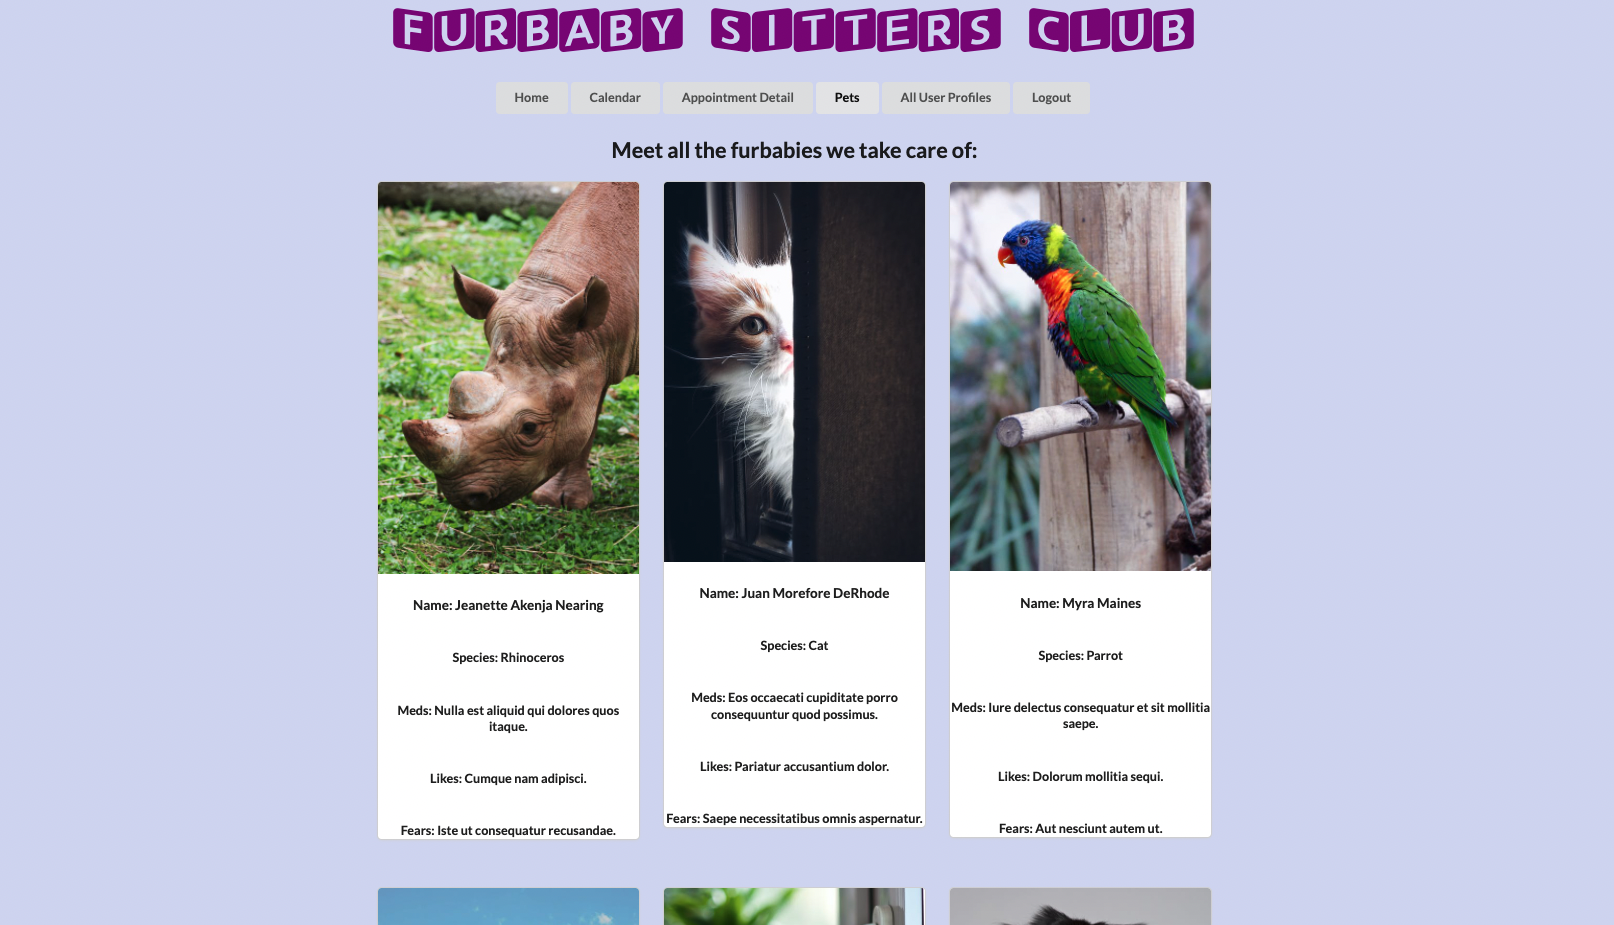 FURBABY SITTERS CLUB
Home Calendar Appointment Detail Pets All User Profiles Logout
Meet all the furbabies we take care of:
Name: Jeanette Akenja Nearing
Species: Rhinoceros
Meds: Nulla est aliquid qui dolores quos
itaque.
Likes: Cumque nam adipisci.
Fears: Iste ut consequatur recusandae.
Name: Juan Morefore DeRhode
Species: Cat
Meds: Eos occaecati cupiditate porro
consequuntur quod possimus.
Likes: Pariatur accusantium dolor.
Fears: Saepe necessitatibus omnis aspernatur.
Name: Myra Maines
Species: Parrot
Meds: Iure delectus consequatur et sit mollitia
saepe.
Likes: Dolorum mollitia sequi.
Fears: Aut nesciunt autem ut.